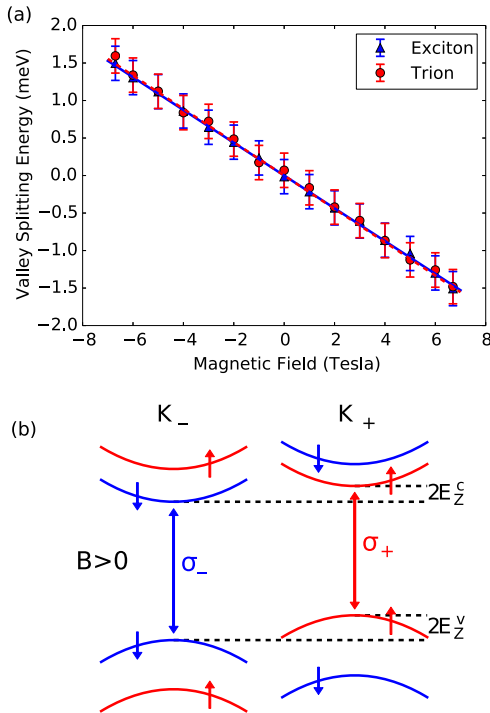 (a)
Valley Splitting Energy (meV)
2.0
1.5
1.0
0.5
0.0
−0.5
−1.0
−1.5
−2.0
Exciton
Trion
−8 −6 −4 −2 0 2 4 6 8
Magnetic Field (Tesla)
(b)
K− K+
2E_Z^c
B>0
σ−
σ+
2E_Z^v